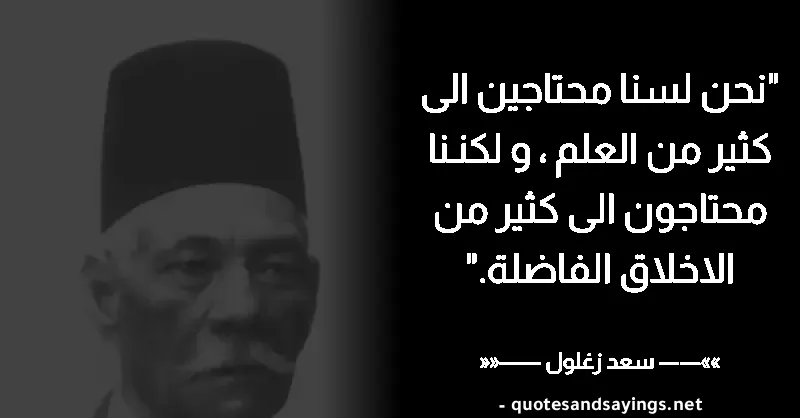 "نحن لسنا محتاجين الى
كثير من العلم ، و لكننا
محتاجون الى كثير من
الاخلاق الفاضلة."
»»—— سعد زغلول ——««
- quotesandsayings.net